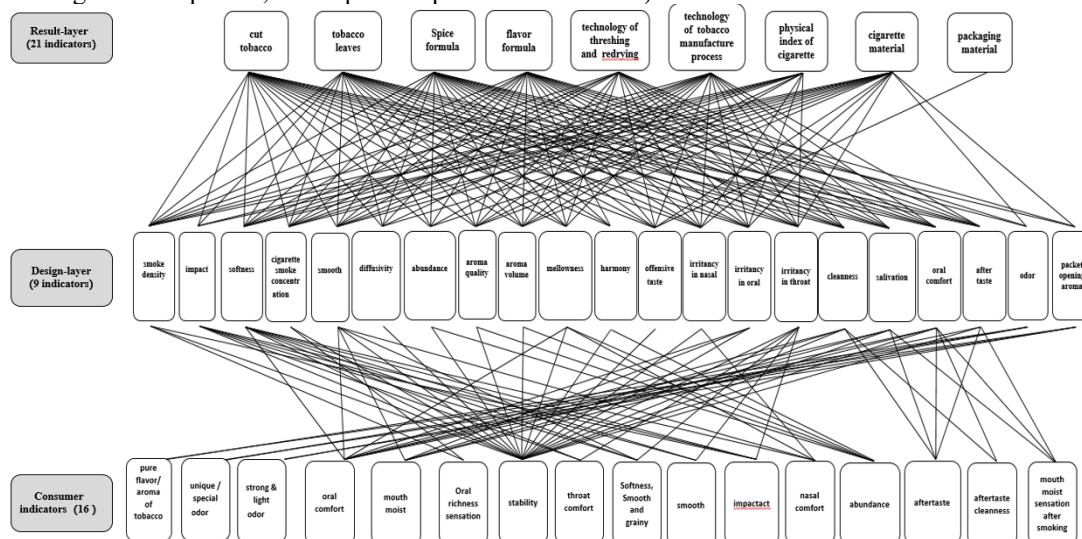 Result-layer
(21 indicators)
cut
tobacco
tobacco
leaves
Spice
formula
flavor
formula
technology of
threshing
and redrving
technology
of tobacco
manufacture
process
physical
index of
cigarette
cigarette
material
packaging
material
Design-layer
(9 indicators)
smoke
density
impact
softness
cigarette
smoke
concentr
ation
smooth
diffusivity
abundance
aroma
quality
aroma
volume
mellowness
harmony
offensive
taste
irritancy
in nasal
irritancy
in oral
irritancy
in throat
cleanness
salivation
oral
comfort
after
taste
odor
packet
opening
aroma
Consumer
indicators (16)
pure
flavor/
aroma
of
tobacco
unique /
special
odor
strong &
light
odor
oral
comfort
mouth
moist
Oral
richness
sensation
stability
throat
comfort
Softness,
Smooth
and
grainy
smooth
impactact
nasal
comfort
abundance
aftertaste
aftertaste
cleanness
mouth
moist
sensation
after
smoking